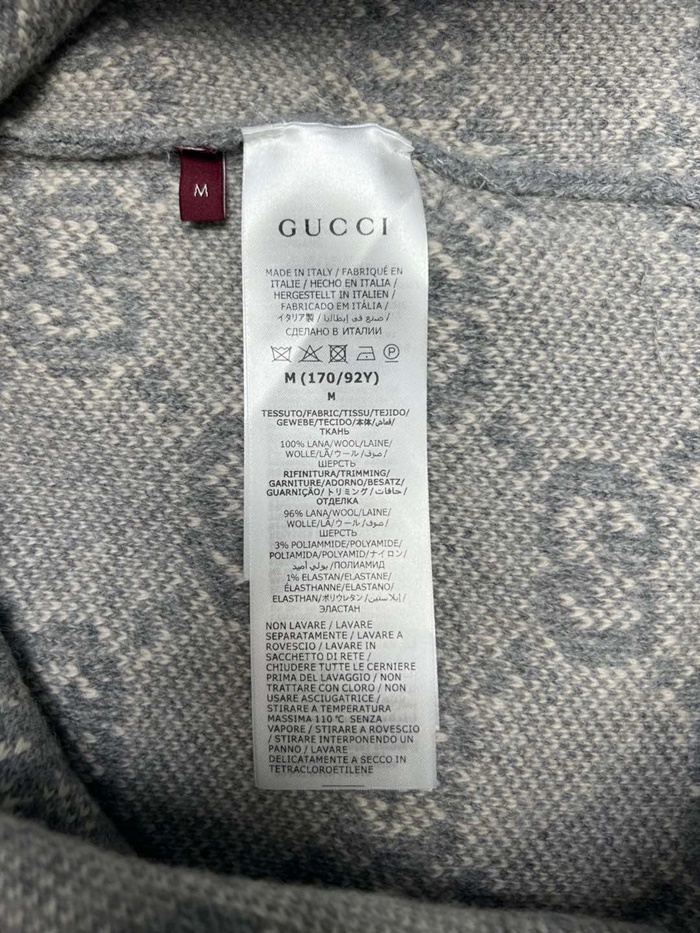 M
GUCCI
MADE IN ITALY / FABRIQUÉ EN
ITALIE / HECHO EN ITALIA /
HERGESTELLT IN ITALIEN /
FABRICADO EM ITÁLIA /
イタリア製 / صنع في إيطاليا /
СДЕЛАНО В ИТАЛИИ
P
M (170/92Y)
M
TESSUTO/FABRIC/TISSU/TEJIDO/
GEWEBE/TECIDO/本体/قماش/
ТКАНЬ
100% LANA/WOOL/LAINE/
WOLLE/LÃ/ウール/صوف/
ШЕРСТЬ
RIFINITURA/TRIMMING/
GARNITURE/ADORNO/BESATZ/
GUARNIÇÃO/トリミング/حافات/
ОТДЕЛКА
96% LANA/WOOL/LAINE/
WOLLE/LÃ/ウール/صوف/
ШЕРСТЬ
3% POLIAMMIDE/POLYAMIDE/
POLIAMIDA/POLYAMID/ナイロン/
بولي أميد/ПОЛИАМИД
1% ELASTAN/ELASTANE/
ÉLASTHANNE/ELASTANO/
ELASTHAN/ポリウレタン/إيلاستين/
ЭЛАСТАН
NON LAVARE / LAVARE
SEPARATAMENTE / LAVARE A
ROVESCIO / LAVARE IN
SACCHETTO DI RETE /
CHIUDERE TUTTE LE CERNIERE
PRIMA DEL LAVAGGIO / NON
TRATTARE CON CLORO / NON
USARE ASCIUGATRICE /
STIRARE A TEMPERATURA
MASSIMA 110 °C SENZA
VAPORE / STIRARE A ROVESCIO
/ STIRARE INTERPONENDO UN
PANNO / LAVARE
DELICATAMENTE A SECCO IN
TETRACLOROETILENE